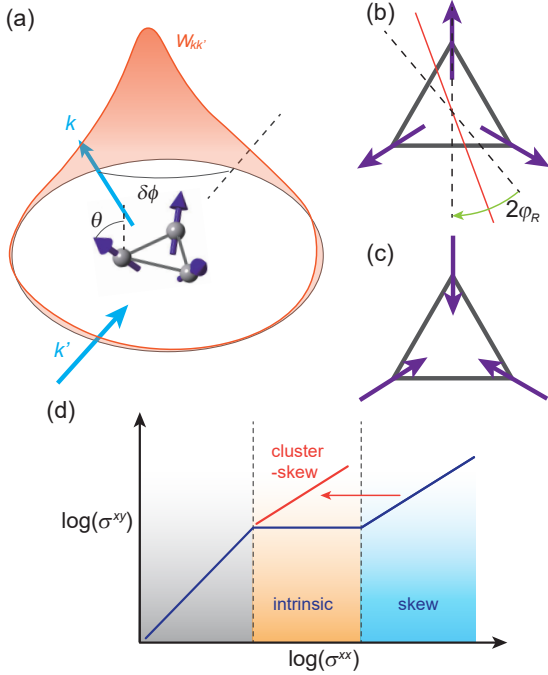 (a)
W_{kk'}
k
δϕ
θ
k'
(b)
2φ_R
(c)
(d)
cluster
-skew
log(σ^{xy})
intrinsic
skew
log(σ^{xx})